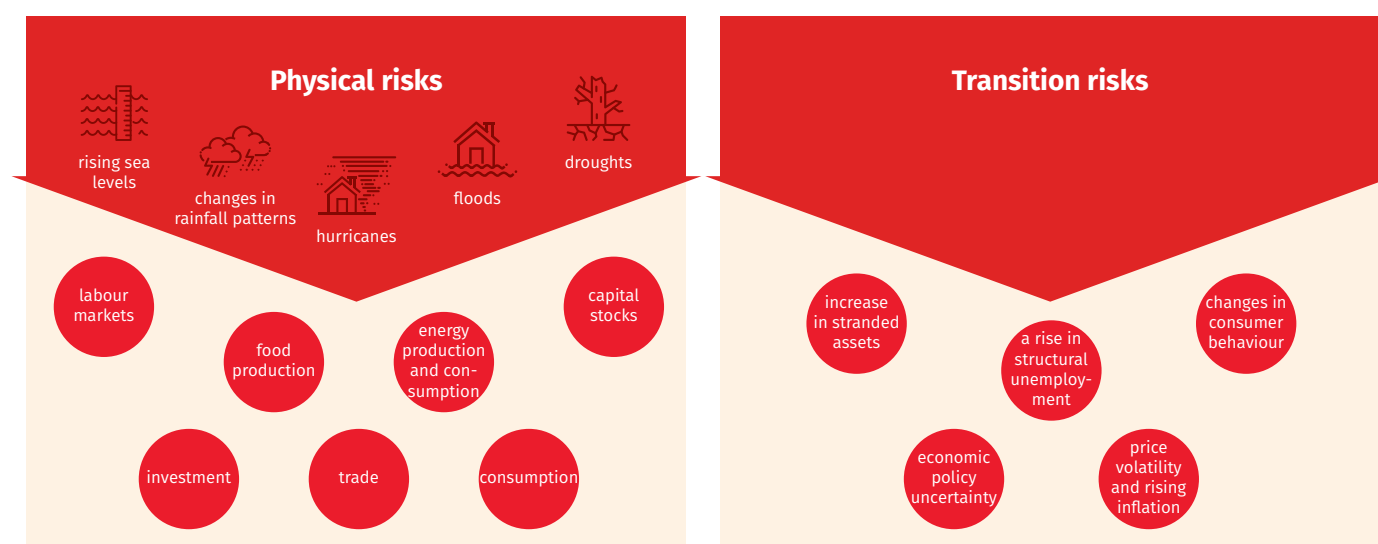 Physical risks
rising sea
levels
changes in
rainfall patterns
hurricanes
floods
droughts
labour
markets
food
production
energy
production
and con-
sumption
capital
stocks
investment
trade
consumption
Transition risks
increase
in stranded
assets
a rise in
structural
unemploy-
ment
changes in
consumer
behaviour
economic
policy
uncertainty
price
volatility
and rising
inflation